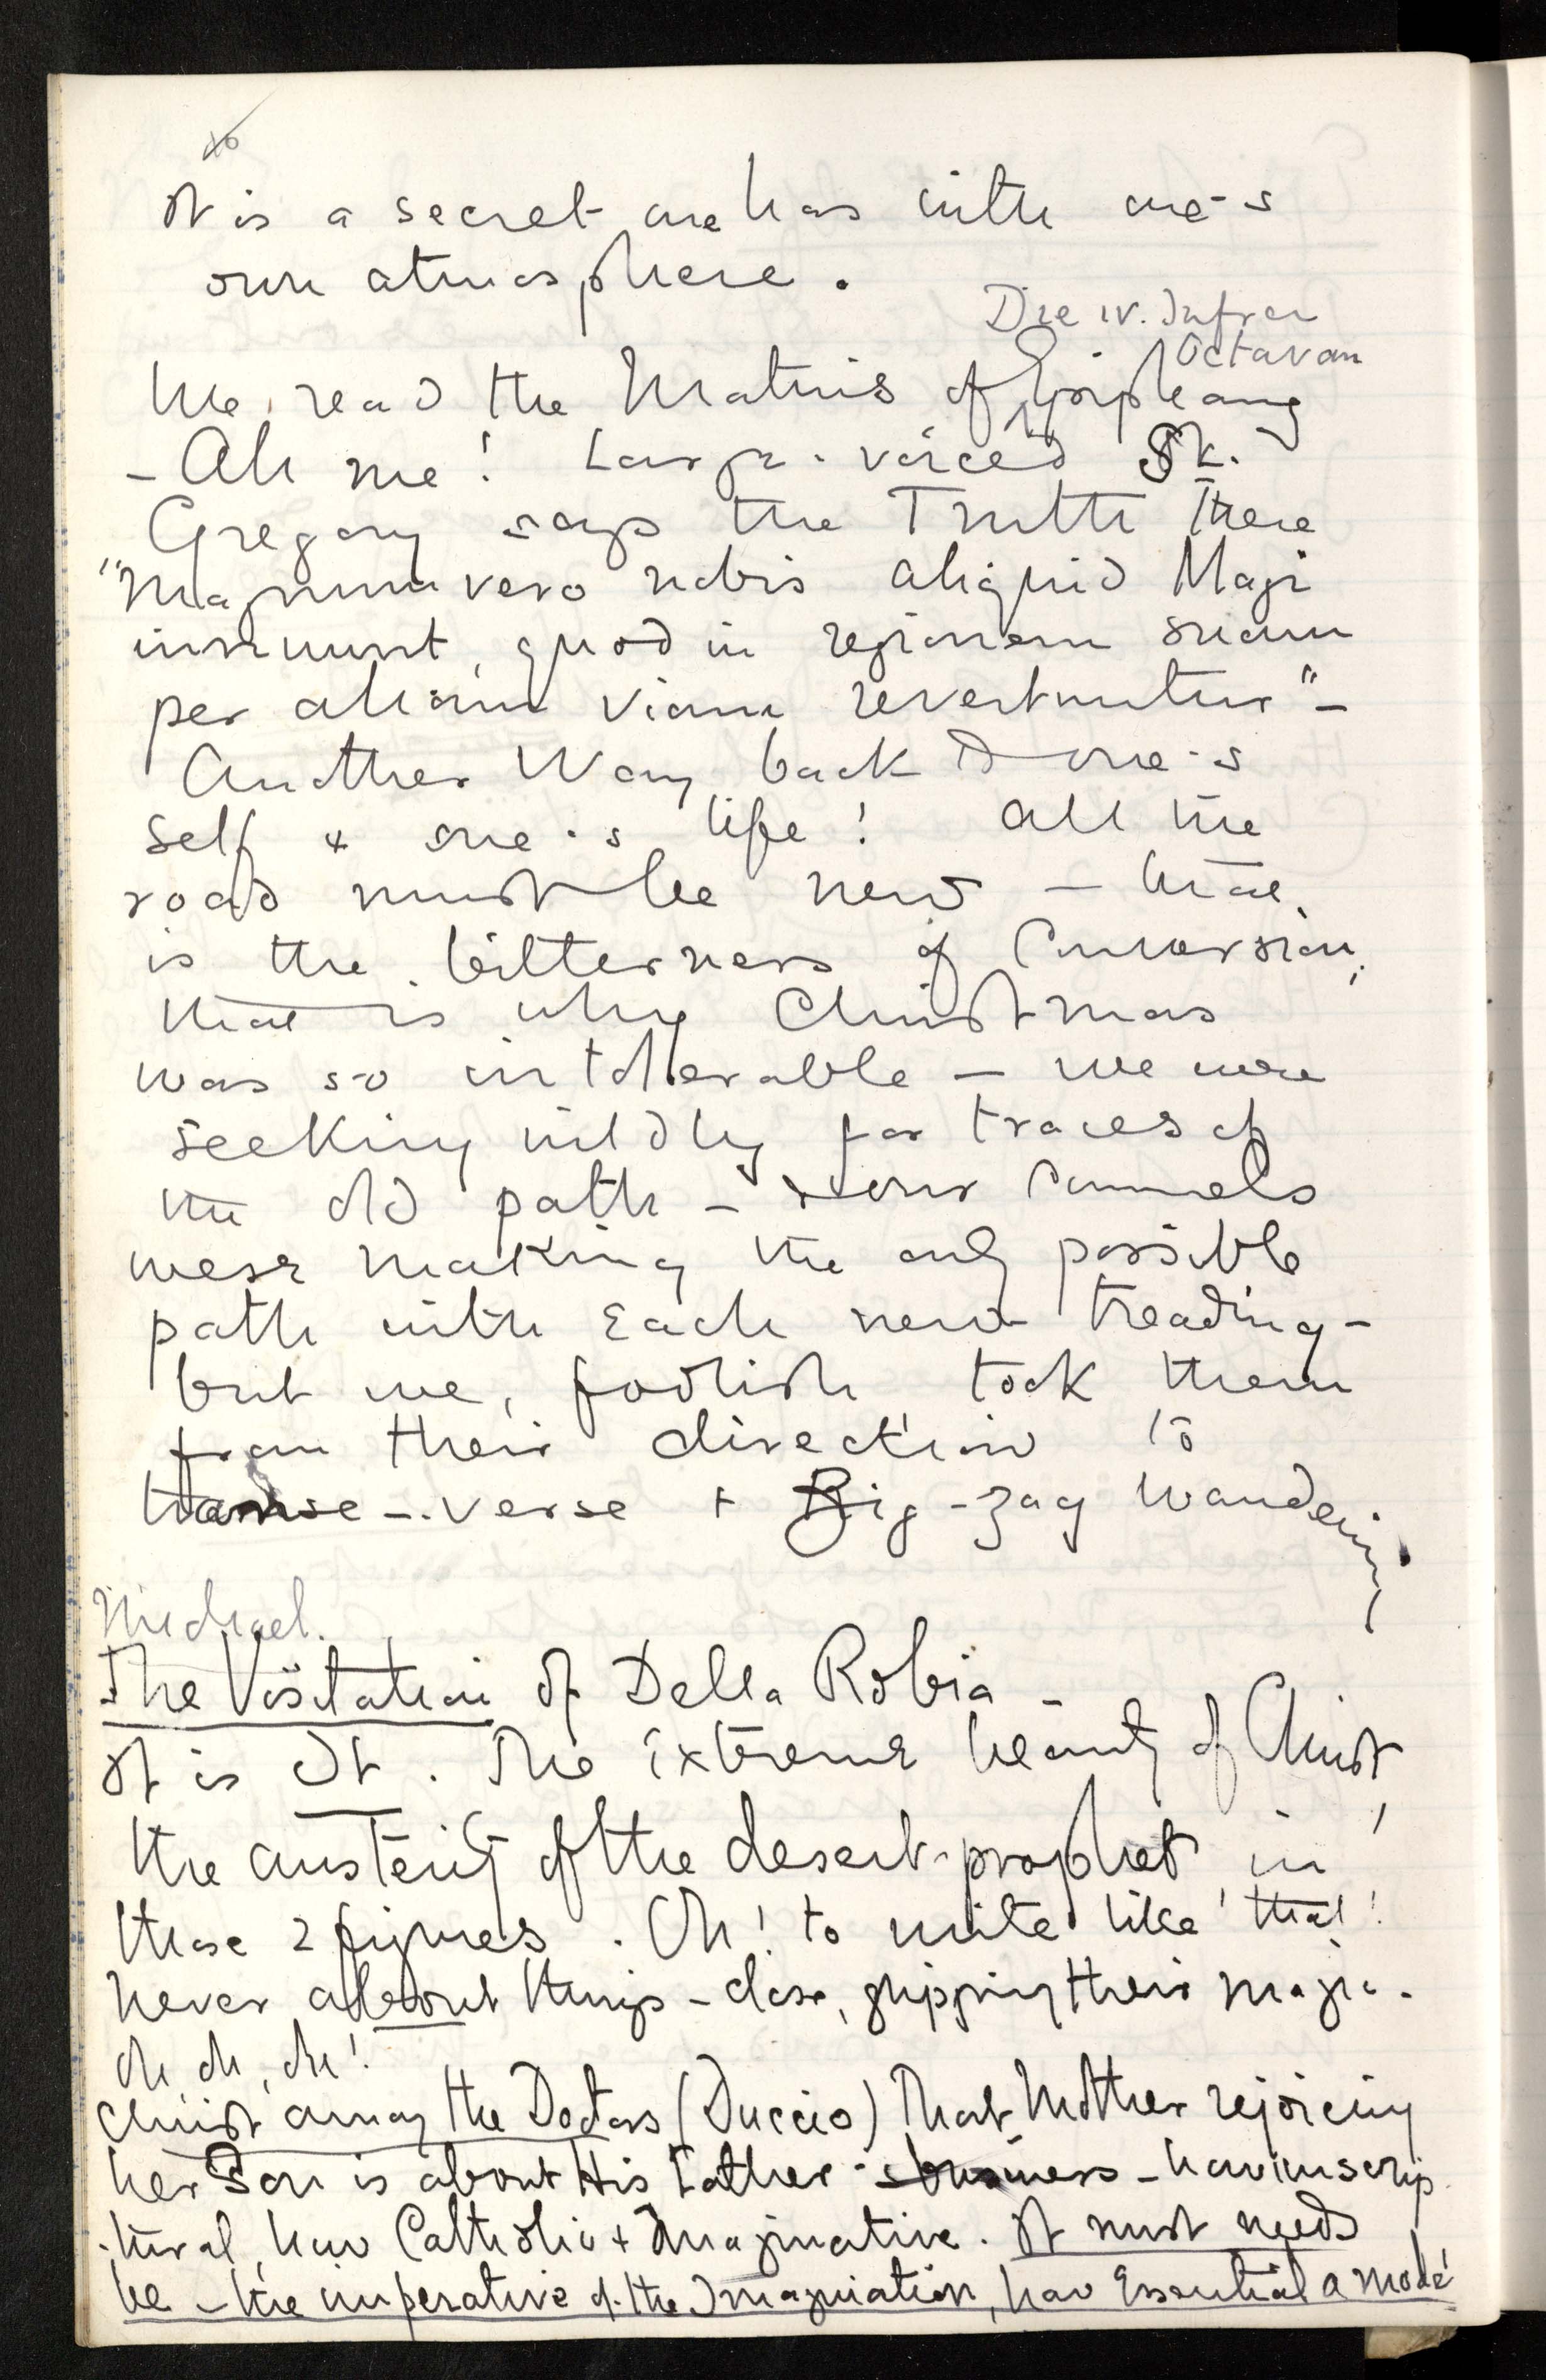 It is a secret one has with one's
own atmosphere.
Die IV. Infra
Octavam
We read the Matins of Epiphany
- Ah me! Large-voiced St.
Gregory says the Truth There
"Magnum vero nobis aliquid Magi
innuunt, quod in regionem suam
per aliam viam revertuntur" -
Another Way back to one's
self & one's life! All the
road must be new - that
is the bitterness of Conversion;
that is why Christmas
was so intolerable - we were
seeking wildly for traces of
the old path - & our Cammels
were making the only possible
path with each new treading -
but we, foolish took them
from their direction to
transe-verse + Zig-zag wandering
Michael.
The Visitation of Della Robia -
It is It. The extreme beauty of Christ,
the austerity of the desert-prophet in
these 2 figures. Oh! to write like that!
never about things - close, gripping their magic.
Oh, oh, oh!
Christ among the Doctors (Duccio) That Mother rejoicing
her Son is about His Father's business - how unscrip-
-tural, how Catholic + Imaginative. It must needs
be - the imperative of the Imagination, how Essential a mode